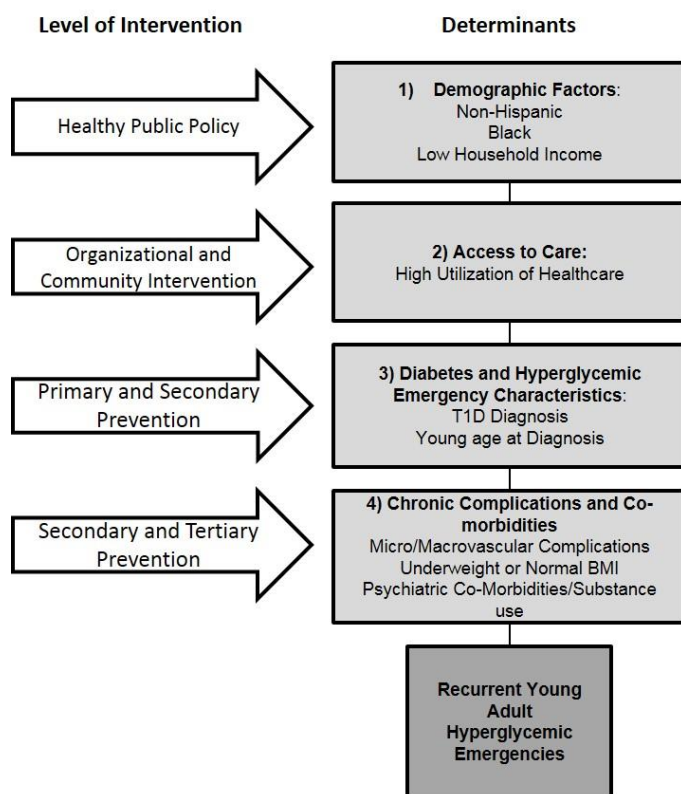 Level of Intervention
Determinants
Healthy Public Policy
1) Demographic Factors:
Non-Hispanic
Black
Low Household Income
Organizational and
Community Intervention
2) Access to Care:
High Utilization of Healthcare
Primary and Secondary
Prevention
3) Diabetes and Hyperglycemic
Emergency Characteristics:
T1D Diagnosis
Young age at Diagnosis
Secondary and Tertiary
Prevention
4) Chronic Complications and Co-
morbidities
Micro/Macrovascular Complications
Underweight or Normal BMI
Psychiatric Co-Morbidities/Substance
use
Recurrent Young
Adult
Hyperglycemic
Emergencies